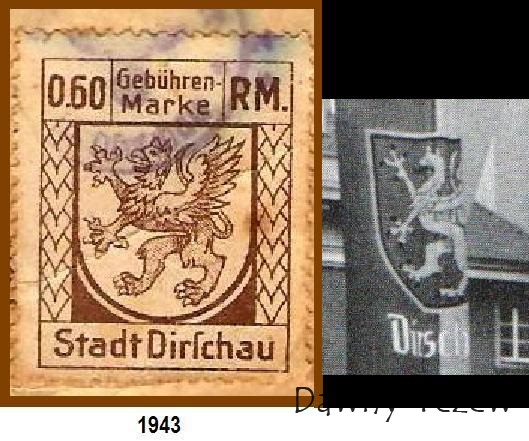 0.60 Gebühren-Marke RM.
Stadt Dirſchau
Dirsch
1943
Dawny Tczew